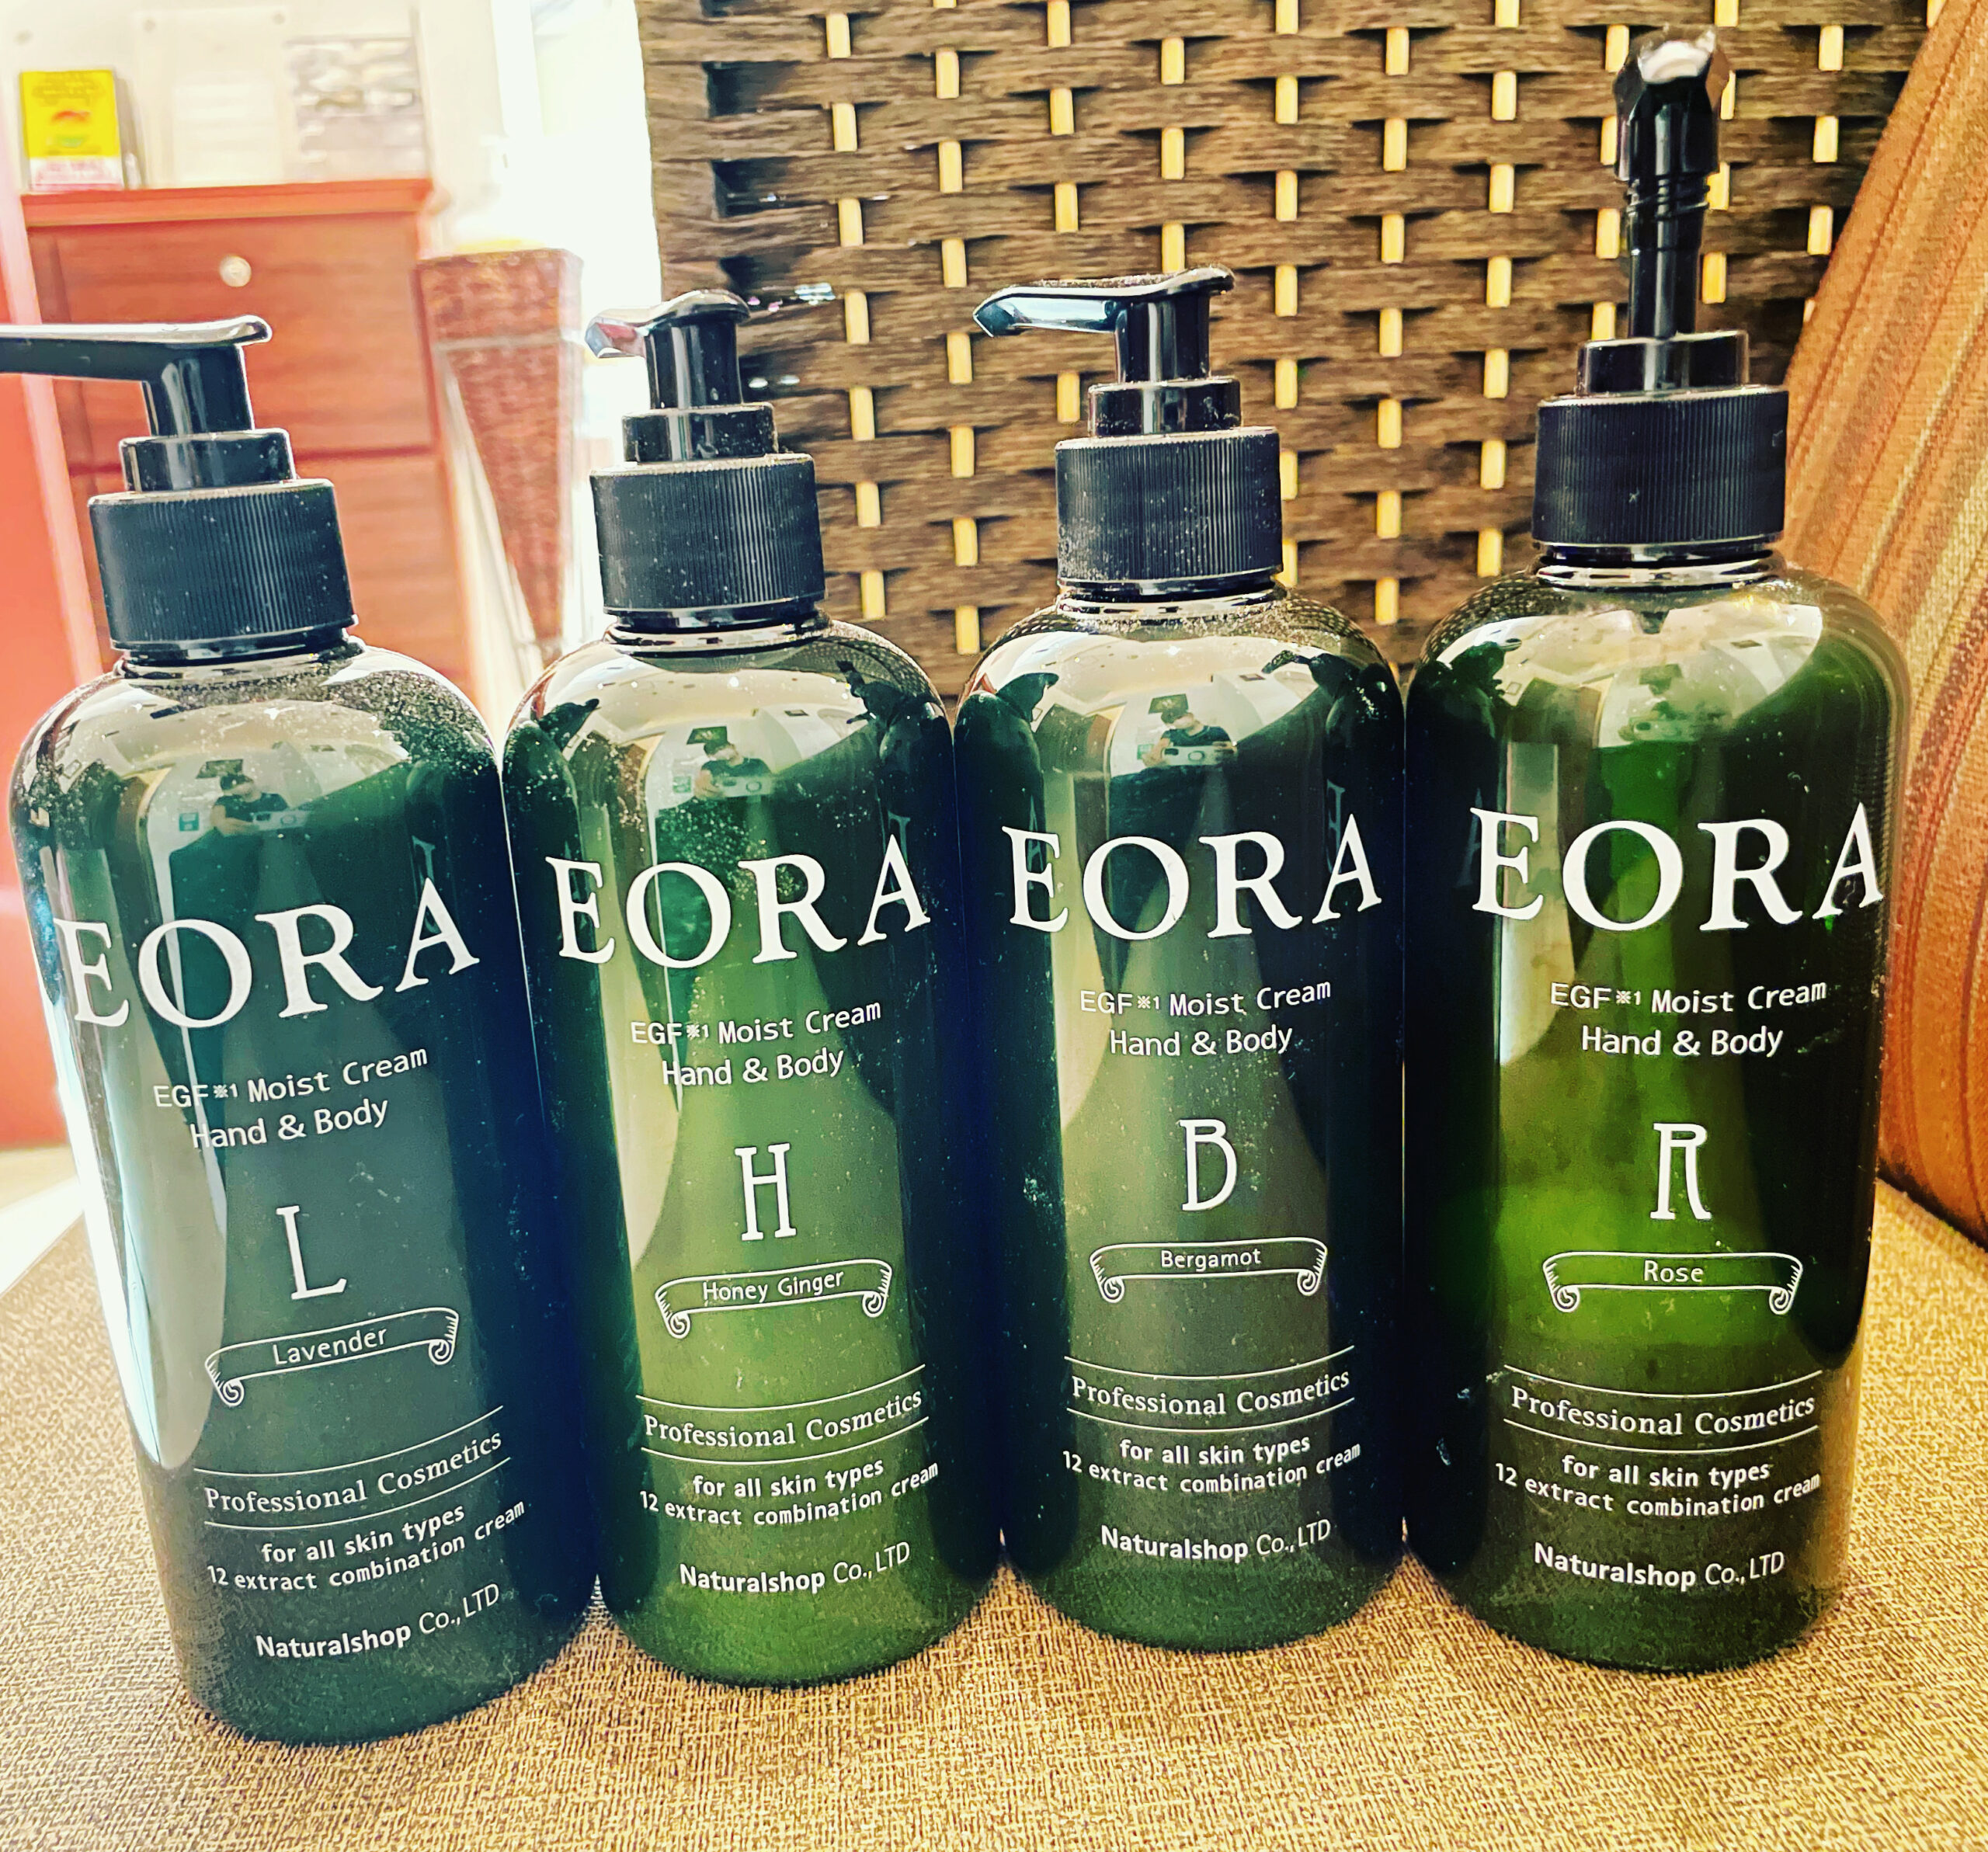 EORA
EGF※1 Moist Cream
Hand & Body
L
Lavender
Professional Cosmetics
for all skin types
12 extract combination cream
Naturalshop Co.,LTD
EORA
EGF※1 Moist Cream
Hand & Body
H
Honey Ginger
Professional Cosmetics
for all skin types
12 extract combination cream
Naturalshop Co.,LTD
EORA
EGF※1 Moist Cream
Hand & Body
B
Bergamot
Professional Cosmetics
for all skin types
12 extract combination cream
Naturalshop Co.,LTD
EORA
EGF※1 Moist Cream
Hand & Body
R
Rose
Professional Cosmetics
for all skin types
12 extract combination cream
Naturalshop Co.,LTD